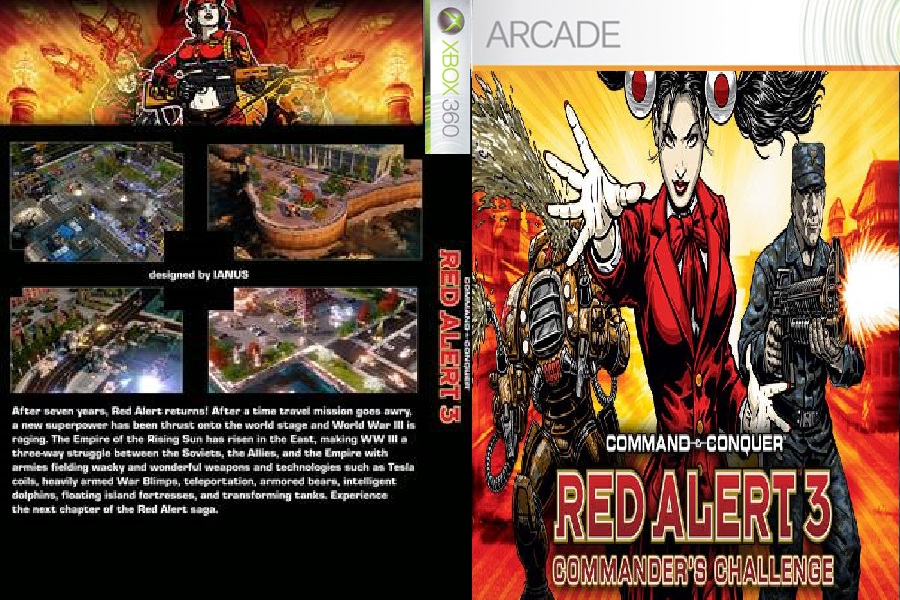 designed by IANUS
After seven years, Red Alert returns! After a time travel mission goes awry,
a new superpower has been thrust onto the world stage and World War III is
raging. The Empire of the Rising Sun has risen in the East, making WW III a
three-way struggle between the Soviets, the Allies, and the Empire with
armies fielding wacky and wonderful weapons and technologies such as Tesla
coils, heavily armed War Blimps, teleportation, armored bears, intelligent
dolphins, floating island fortresses, and transforming tanks. Experience
the next chapter of the Red Alert saga.
XBOX 360
COMMAND & CONQUER
RED ALERT 3
ARCADE
COMMAND & CONQUER
RED ALERT 3
COMMANDER'S CHALLENGE